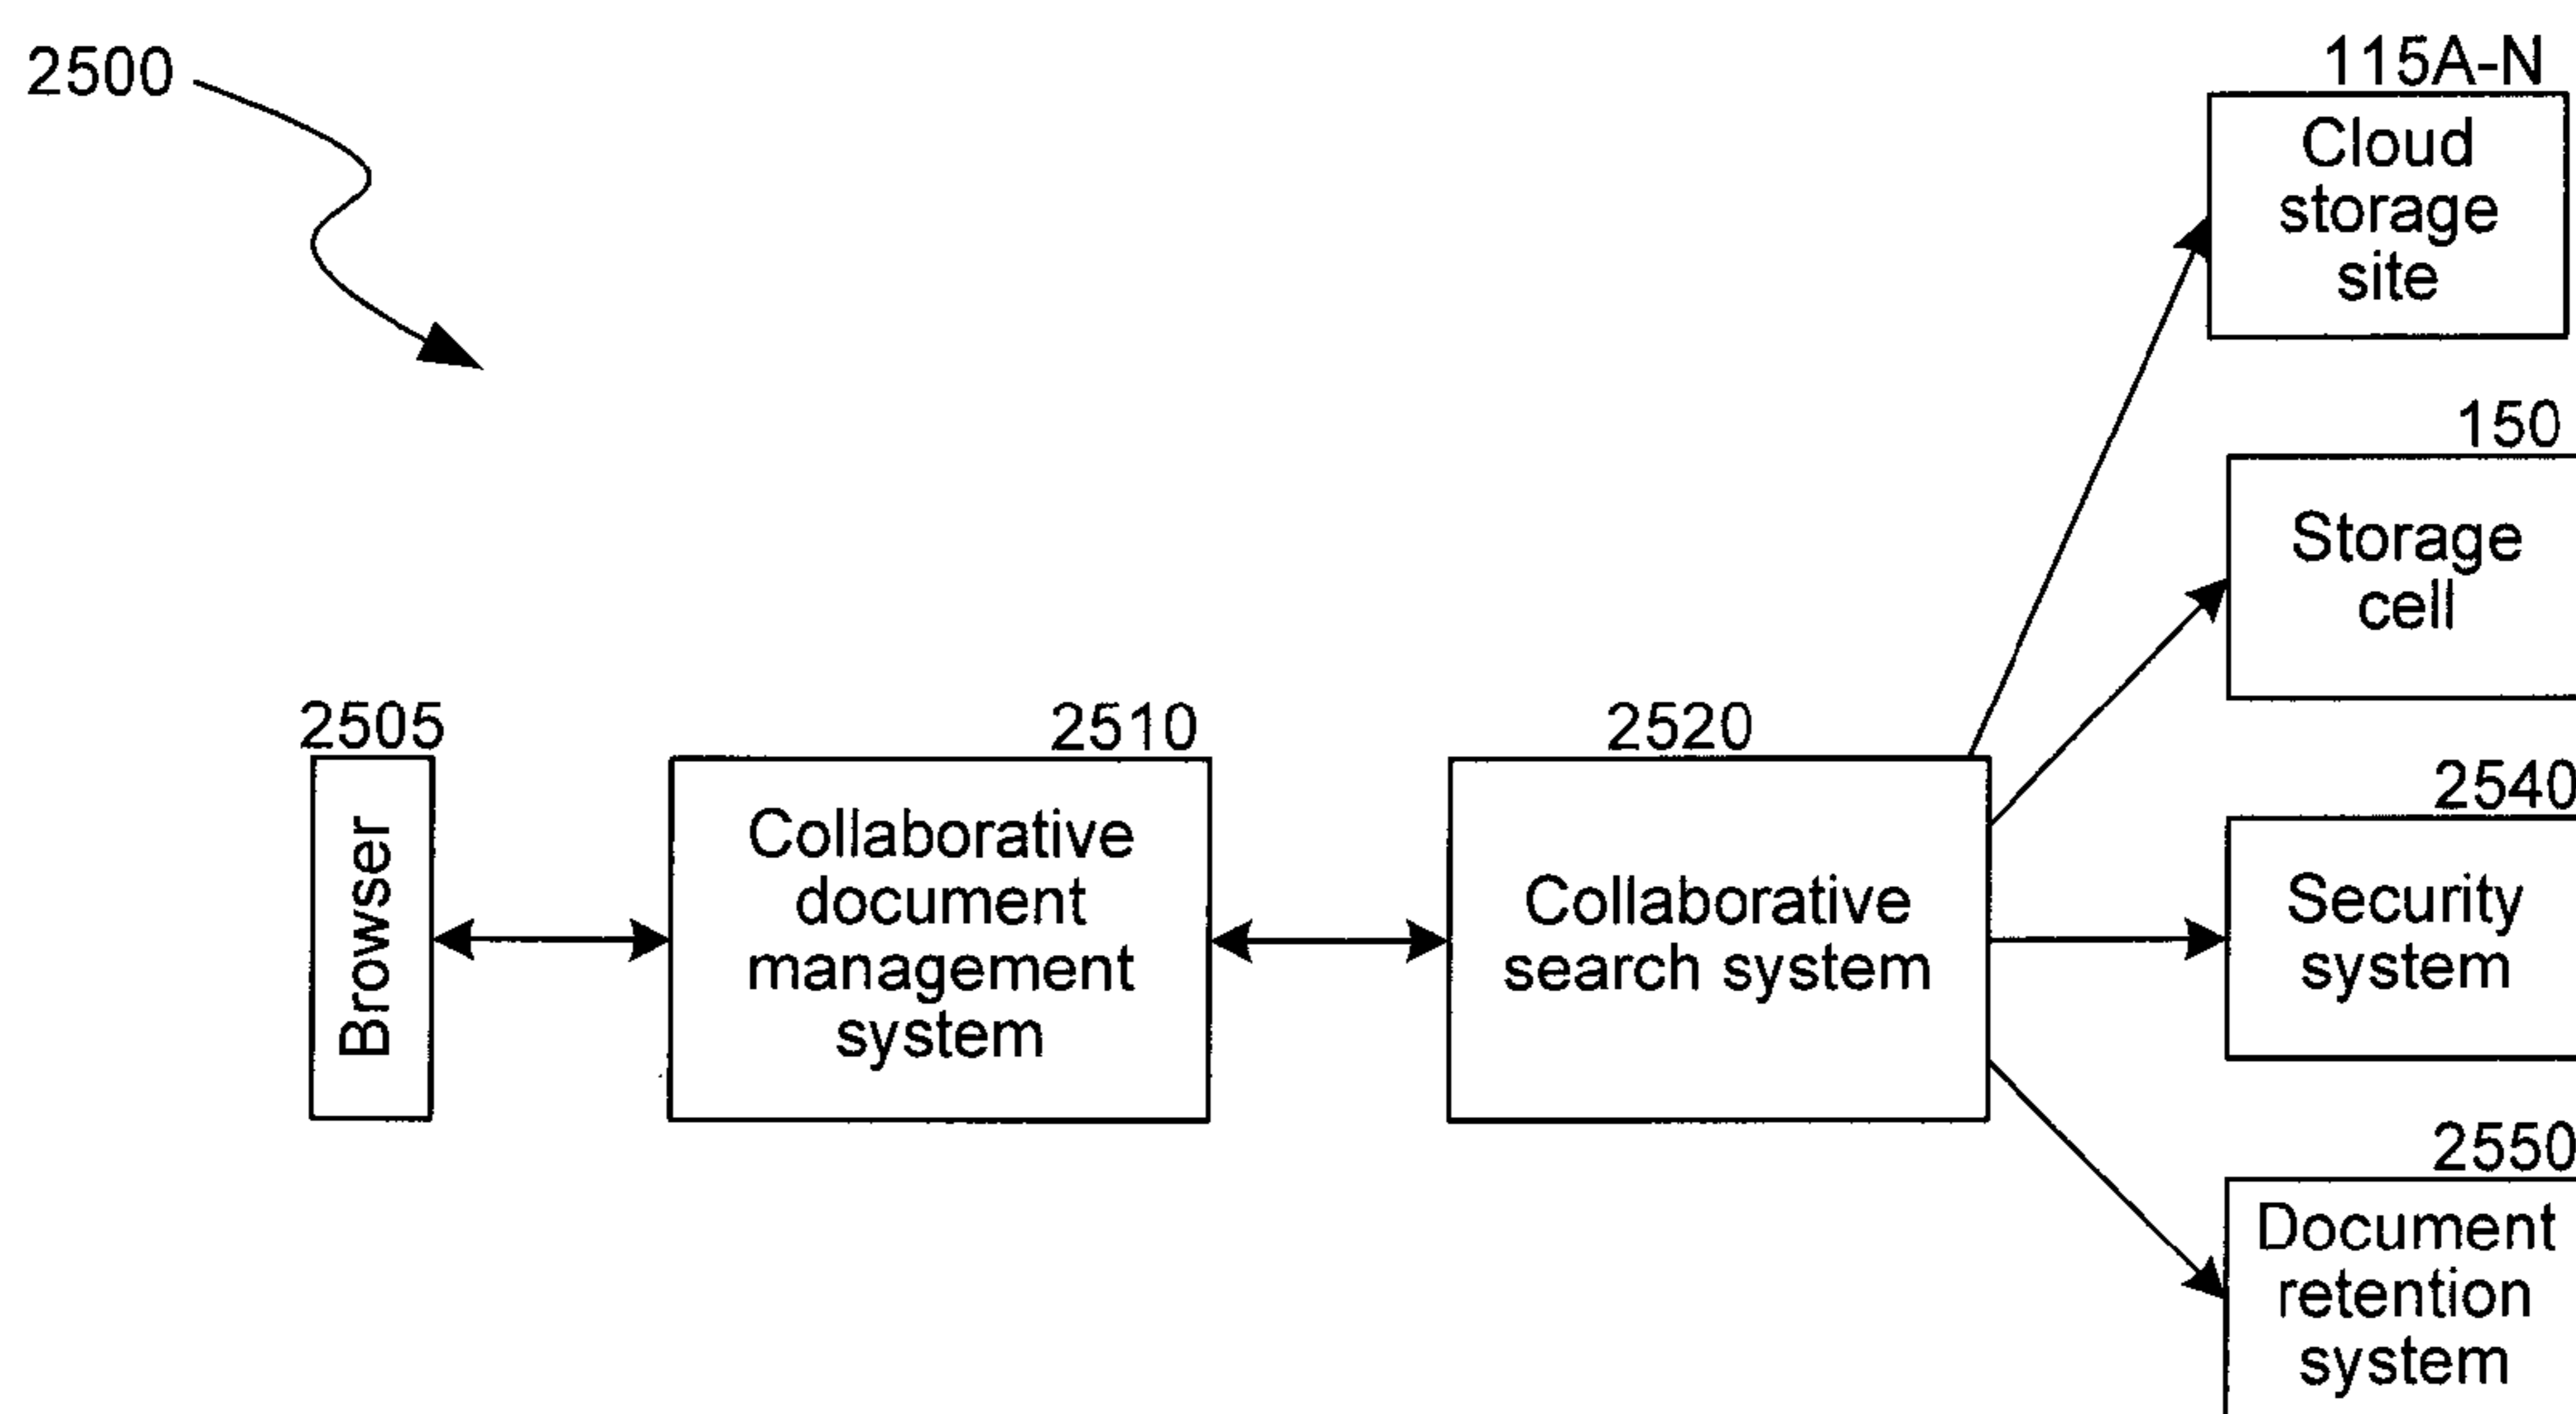 2500
115A-N
Cloud
storage
site
150
Storage
cell
2505
Browser
2510
Collaborative
document
management
system
2520
Collaborative
search system
2540
Security
system
2550
Document
retention
system